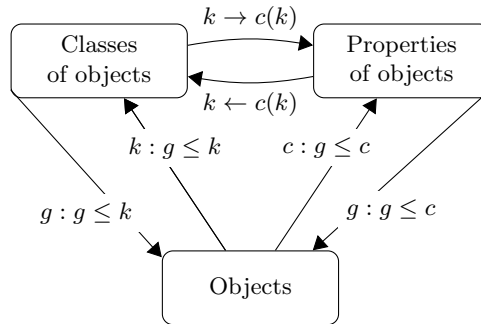 k → c(k)
Classes
of objects
Properties
of objects
k ← c(k)
k : g ≤ k
c : g ≤ c
g : g ≤ k
g : g ≤ c
Objects